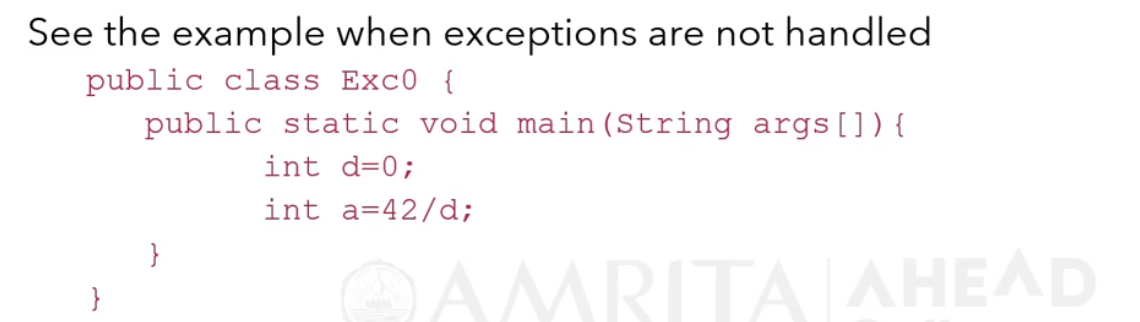 See the example when exceptions are not handled
public class Exc0 {
public static void main(String args[]){
int d=0;
int a=42/d;
}
}
AMRITA AHEAD